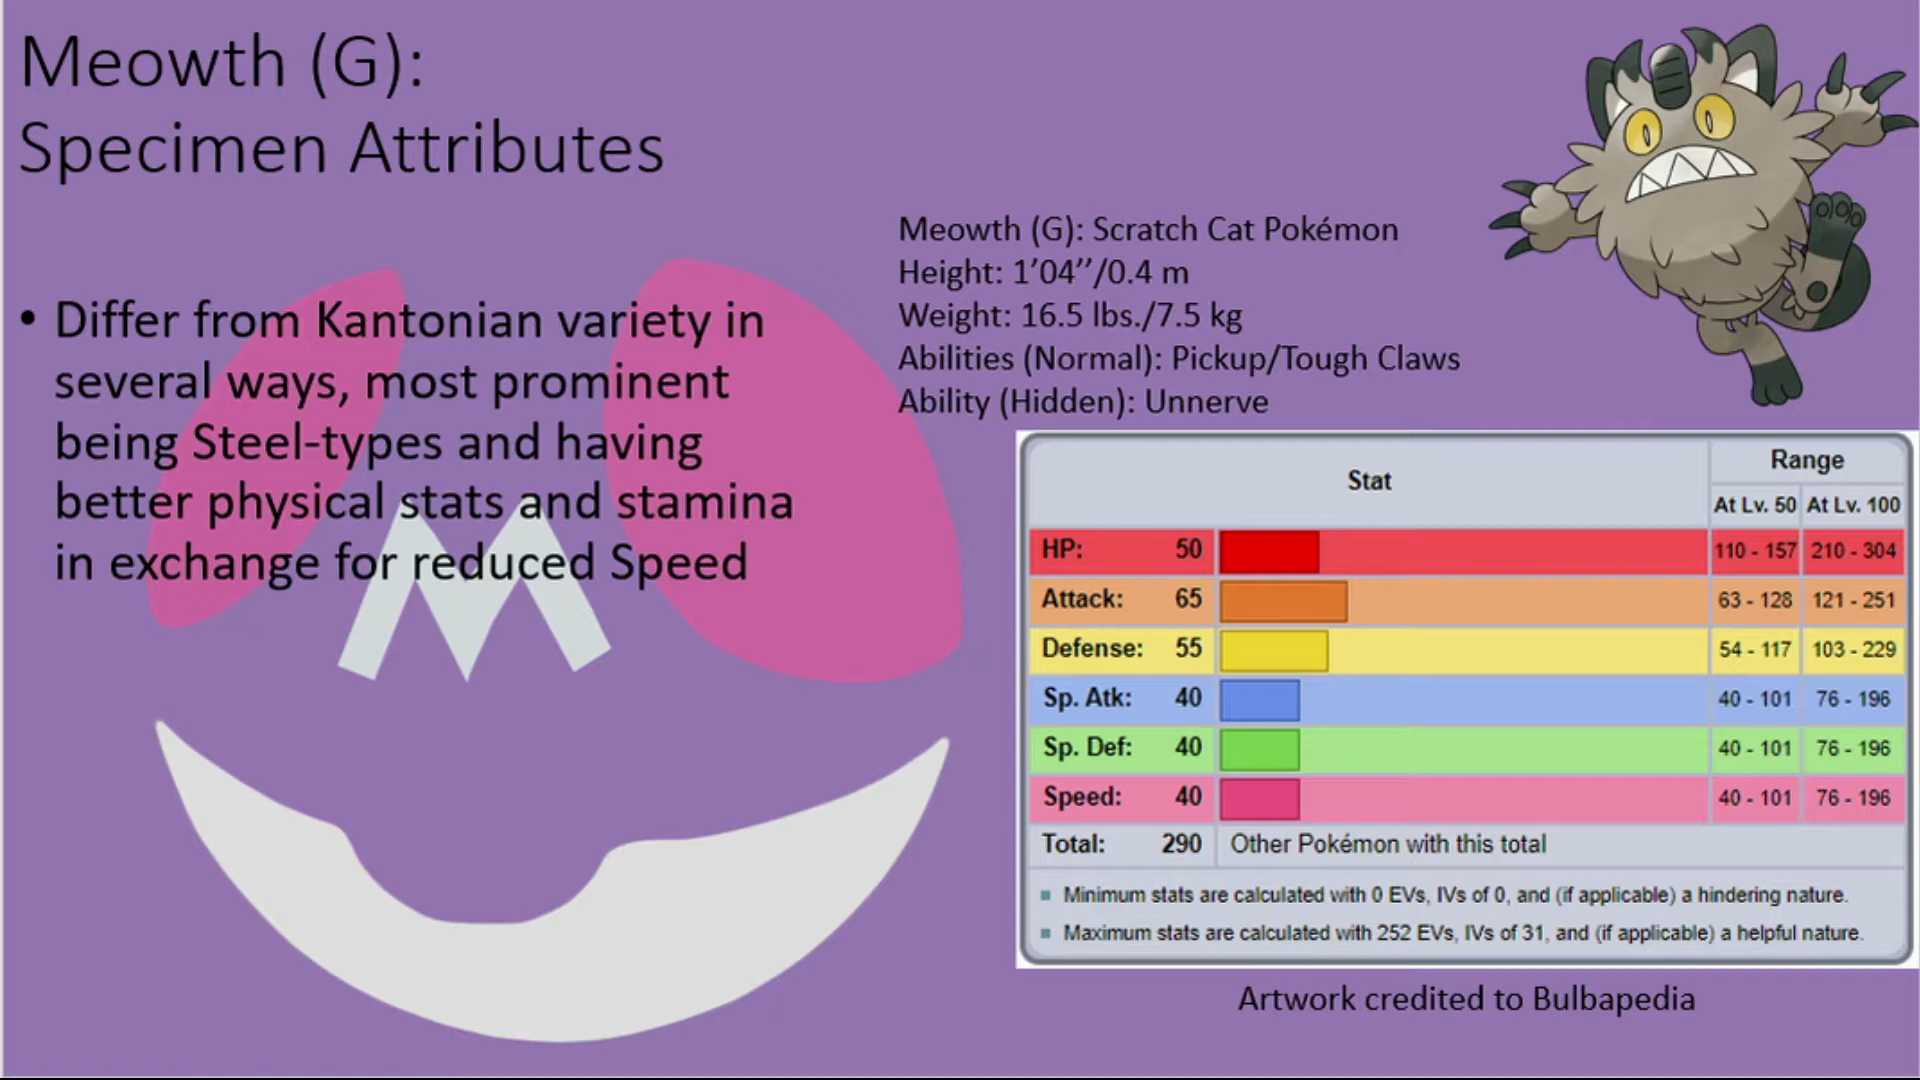 Meowth (G):
Specimen Attributes
• Differ from Kantonian variety in
several ways, most prominent
being Steel-types and having
better physical stats and stamina
in exchange for reduced Speed
Meowth (G): Scratch Cat Pokémon
Height: 1’04’’/0.4 m
Weight: 16.5 lbs./7.5 kg
Abilities (Normal): Pickup/Tough Claws
Ability (Hidden): Unnerve
Stat Range
At Lv. 50 At Lv. 100
HP: 50 110 - 157 210 - 304
Attack: 65 63 - 128 121 - 251
Defense: 55 54 - 117 103 - 229
Sp. Atk: 40 40 - 101 76 - 196
Sp. Def: 40 40 - 101 76 - 196
Speed: 40 40 - 101 76 - 196
Total: 290 Other Pokémon with this total
Minimum stats are calculated with 0 EVs, IVs of 0, and (if applicable) a hindering nature.
Maximum stats are calculated with 252 EVs, IVs of 31, and (if applicable) a helpful nature.
Artwork credited to Bulbapedia
M